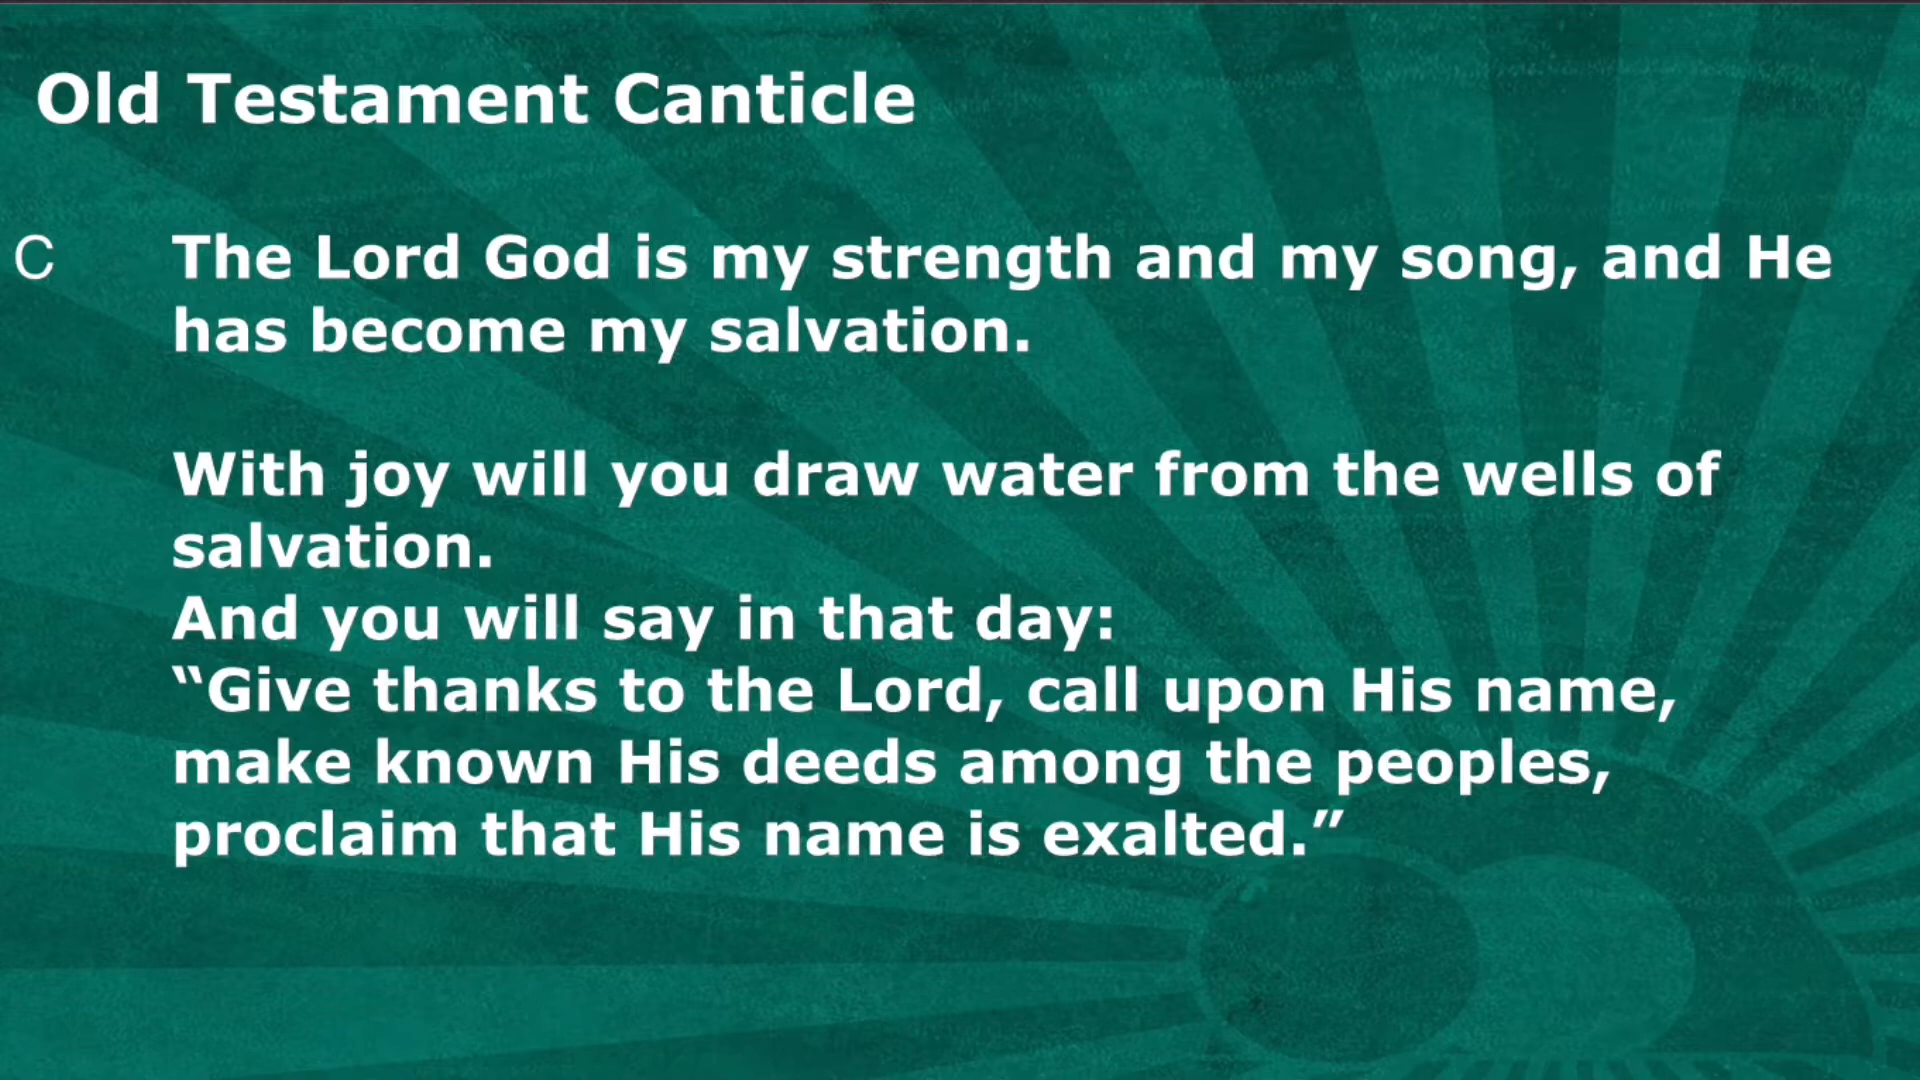 Old Testament Canticle
C The Lord God is my strength and my song, and He
has become my salvation.
With joy will you draw water from the wells of
salvation.
And you will say in that day:
“Give thanks to the Lord, call upon His name,
make known His deeds among the peoples,
proclaim that His name is exalted.”